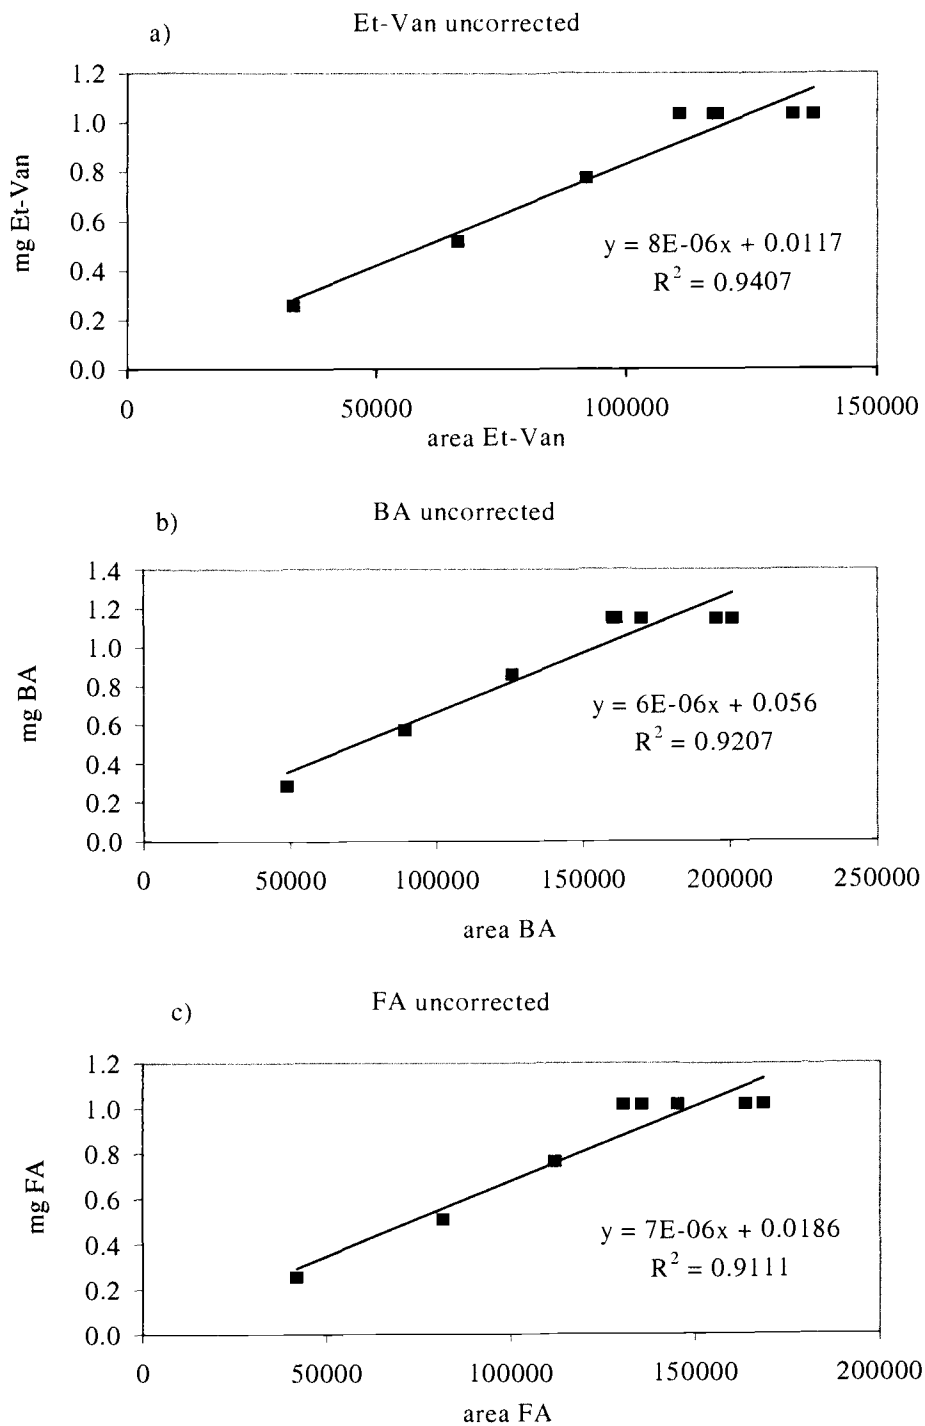 a)
Et-Van uncorrected
1.2
1.0
0.8
0.6
0.4
0.2
0.0
mg Et-Van
y = 8E-06x + 0.0117
R² = 0.9407
0 50000 100000 150000
area Et-Van
b)
BA uncorrected
1.4
1.2
1.0
0.8
0.6
0.4
0.2
0.0
mg BA
y = 6E-06x + 0.056
R² = 0.9207
0 50000 100000 150000 200000 250000
area BA
c)
FA uncorrected
1.2
1.0
0.8
0.6
0.4
0.2
0.0
mg FA
y = 7E-06x + 0.0186
R² = 0.9111
0 50000 100000 150000 200000
area FA